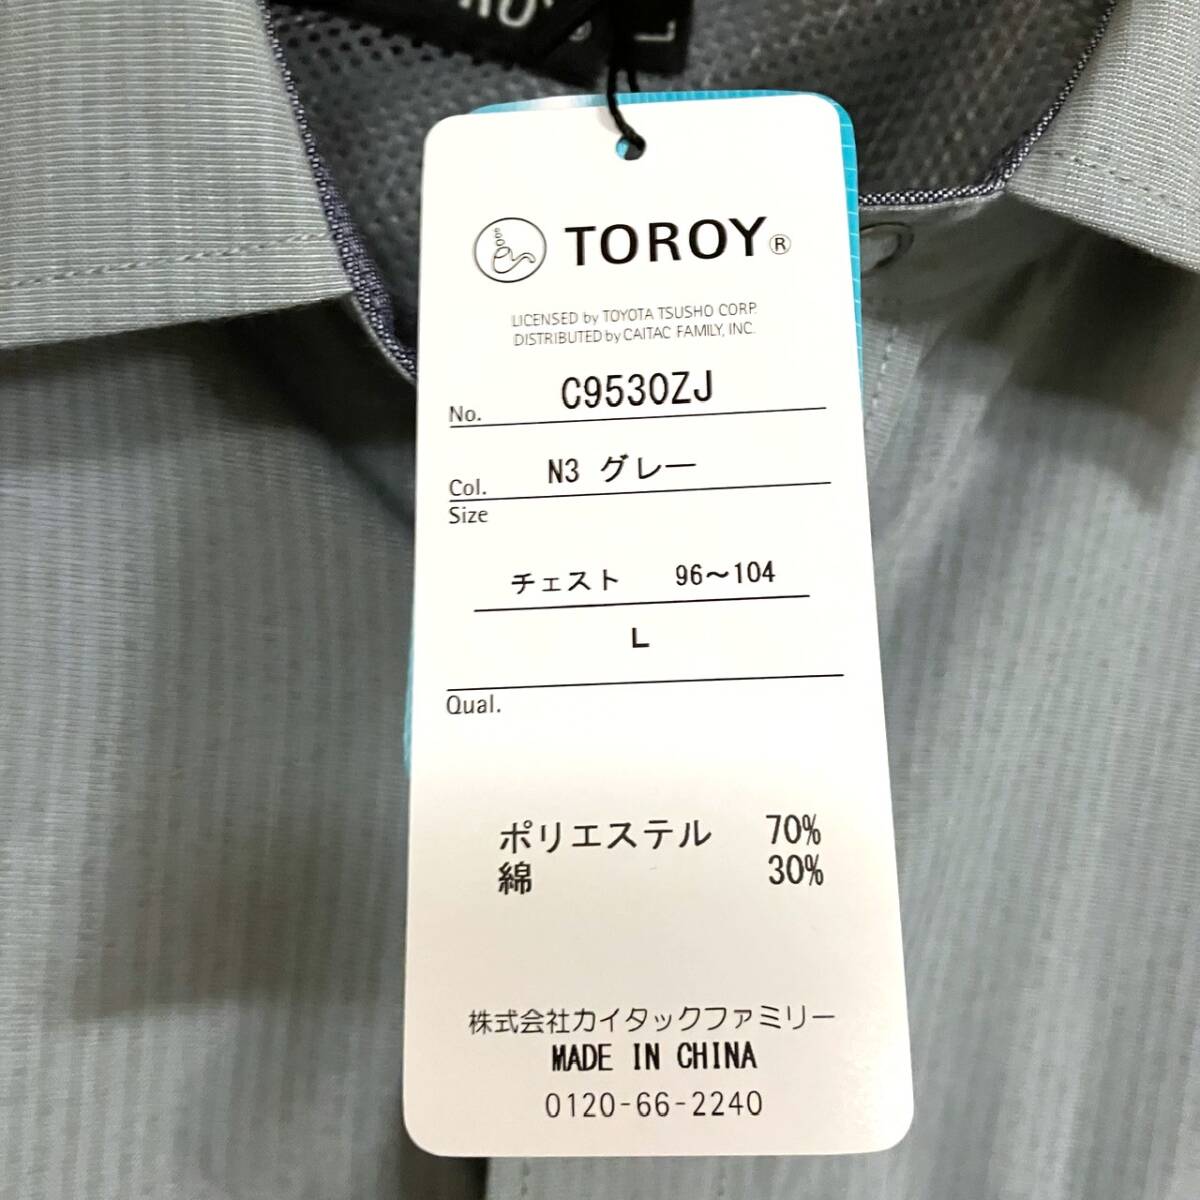 L
TOROY®
LICENSED by TOYOTA TSUSHO CORP.
DISTRIBUTED by CAITAC FAMILY, INC.
No. C9530ZJ
Col. N3 グレー
Size
チェスト 96〜104
L
Qual.
ポリエステル 70%
綿 30%
株式会社カイタックファミリー
MADE IN CHINA
0120-66-2240